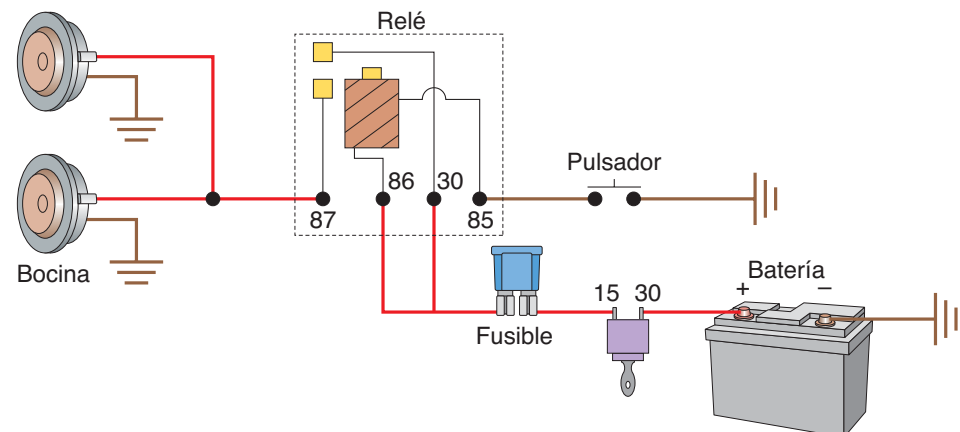 Relé
86 30
87
85
Pulsador
Bocina
Fusible
15 30
Batería
+ −